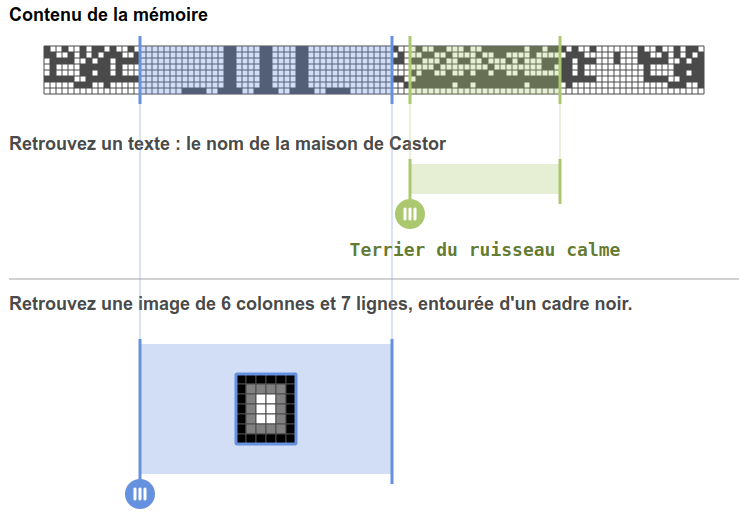 Contenu de la mémoire
Retrouvez un texte : le nom de la maison de Castor
Terrier du ruisseau calme
Retrouvez une image de 6 colonnes et 7 lignes, entourée d'un cadre noir.